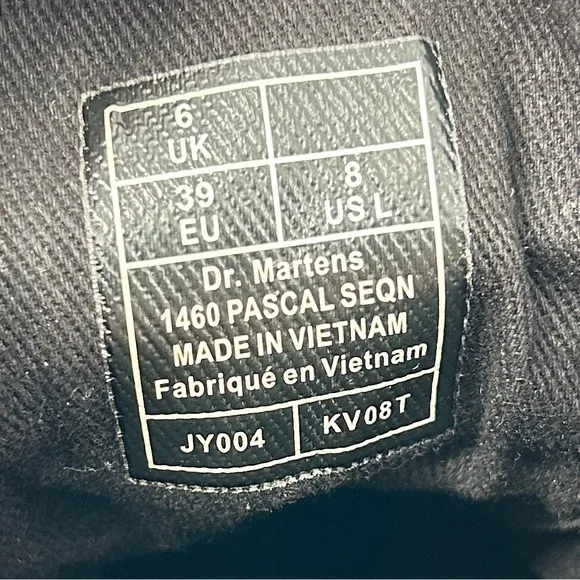 6
UK
39
EU
8
US L
Dr. Martens
1460 PASCAL SEQN
MADE IN VIETNAM
Fabriqué en Vietnam
JY004
KV08T